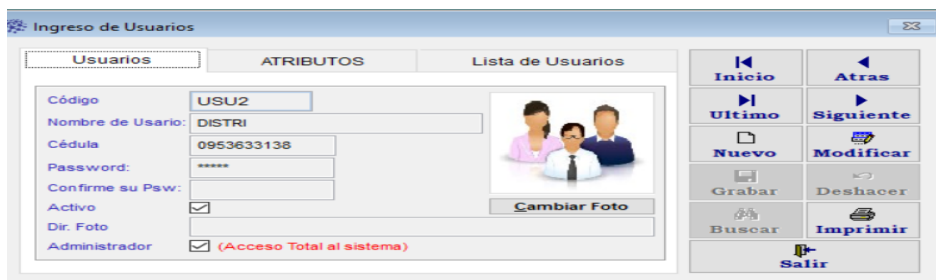 Ingreso de Usuarios
Usuarios ATRIBUTOS Lista de Usuarios
Código USU2
Nombre de Usario: DISTRI
Cédula 0953633138
Password: *****
Confirme su Psw:
Activo
Cambiar Foto
Dir. Foto
Administrador (Acceso Total al sistema)
Inicio Atras
Ultimo Siguiente
Nuevo Modificar
Grabar Deshacer
Buscar Imprimir
Salir